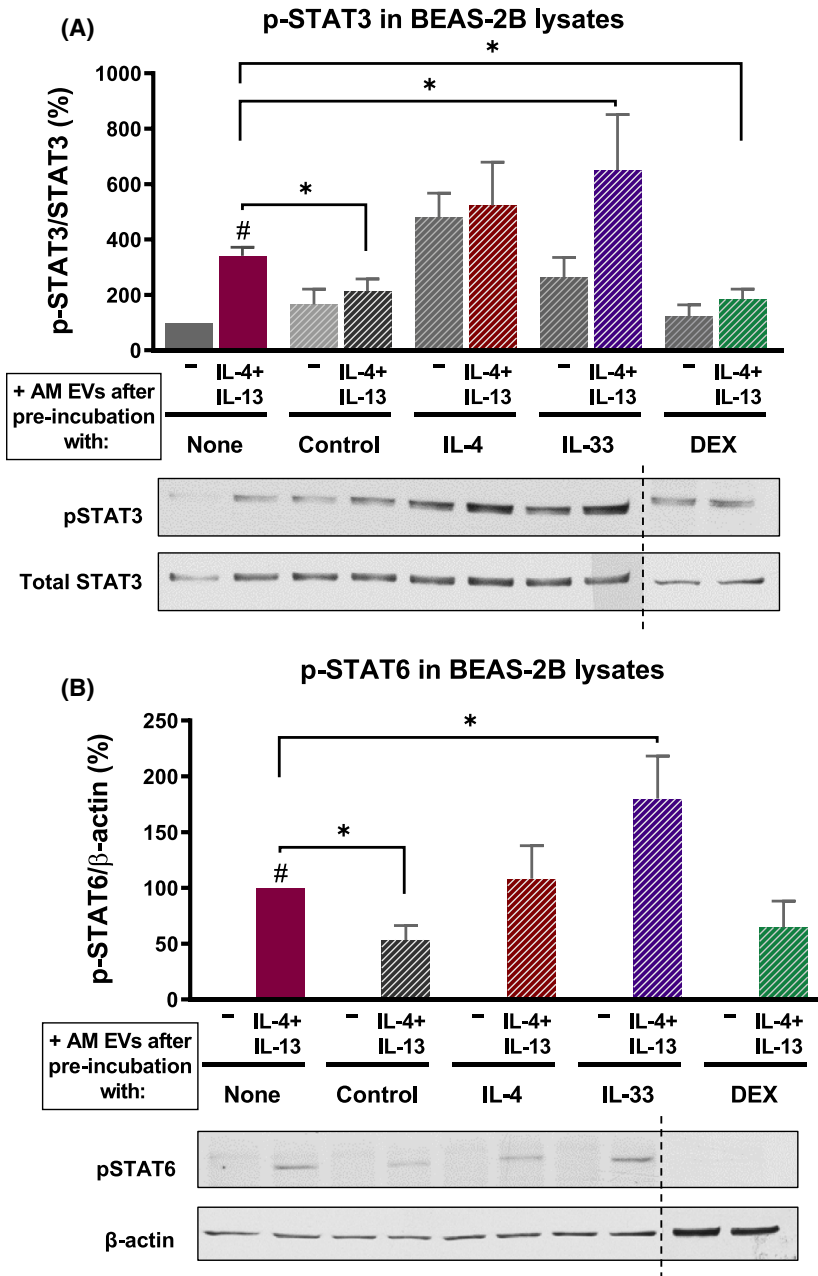 (A)
p-STAT3 in BEAS-2B lysates
p-STAT3/STAT3 (%)
1000
800
600
400
200
0
*
*
*
#
- IL-4+ - IL-4+ - IL-4+ - IL-4+ - IL-4+
IL-13 IL-13 IL-13 IL-13 IL-13
+ AM EVs after
pre-incubation
with:
None Control IL-4 IL-33 DEX
pSTAT3
Total STAT3
(B)
p-STAT6 in BEAS-2B lysates
p-STAT6/β-actin (%)
250
200
150
100
50
0
*
*
#
- IL-4+ - IL-4+ - IL-4+ - IL-4+ - IL-4+
IL-13 IL-13 IL-13 IL-13 IL-13
+ AM EVs after
pre-incubation
with:
None Control IL-4 IL-33 DEX
pSTAT6
β-actin